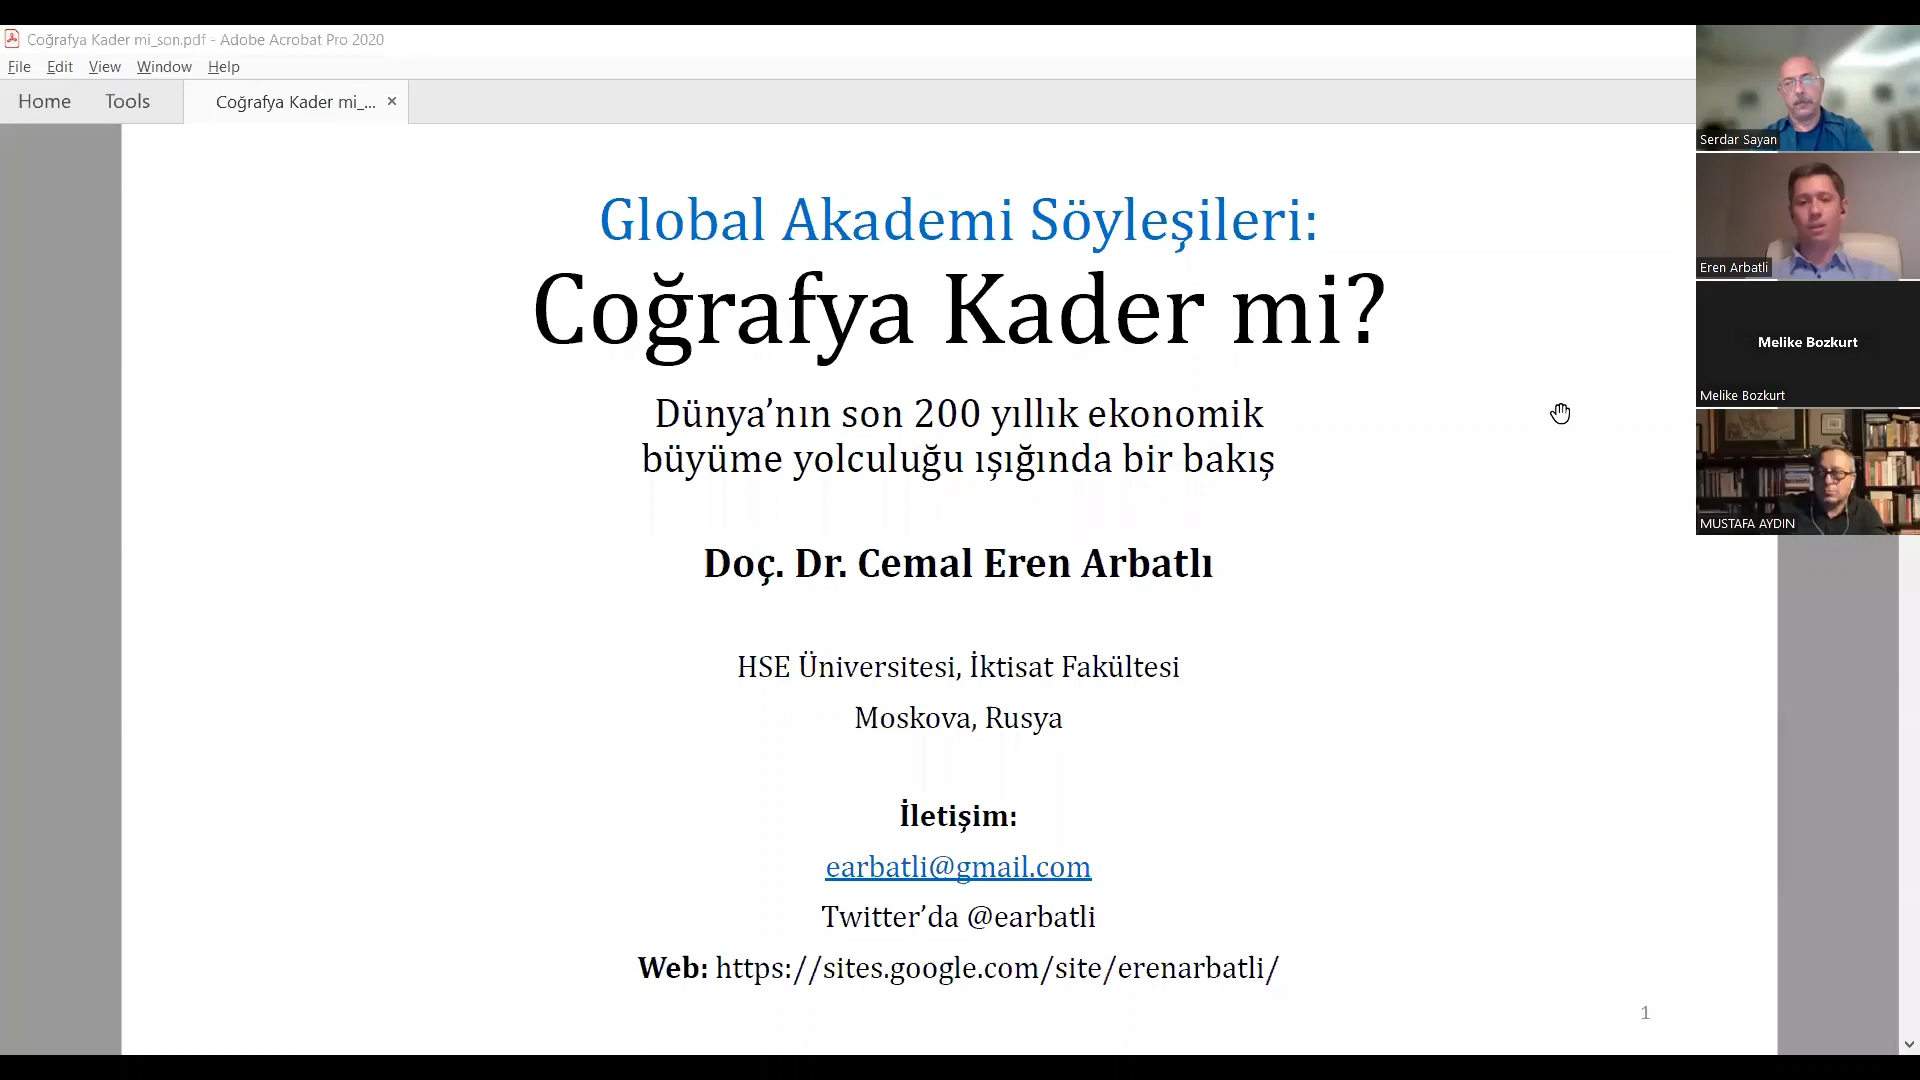 Coğrafya Kader mi_son.pdf - Adobe Acrobat Pro 2020
File Edit View Window Help
Home Tools Coğrafya Kader mi_... ×
Global Akademi Söyleşileri:
Coğrafya Kader mi?
Dünya’nın son 200 yıllık ekonomik
büyüme yolculuğu ışığında bir bakış
Doç. Dr. Cemal Eren Arbatlı
HSE Üniversitesi, İktisat Fakültesi
Moskova, Rusya
İletişim:
earbatli@gmail.com
Twitter’da @earbatli
Web: https://sites.google.com/site/erenarbatli/
1
Serdar Sayan
Eren Arbatli
Melike Bozkurt
Melike Bozkurt
MUSTAFA AYDIN